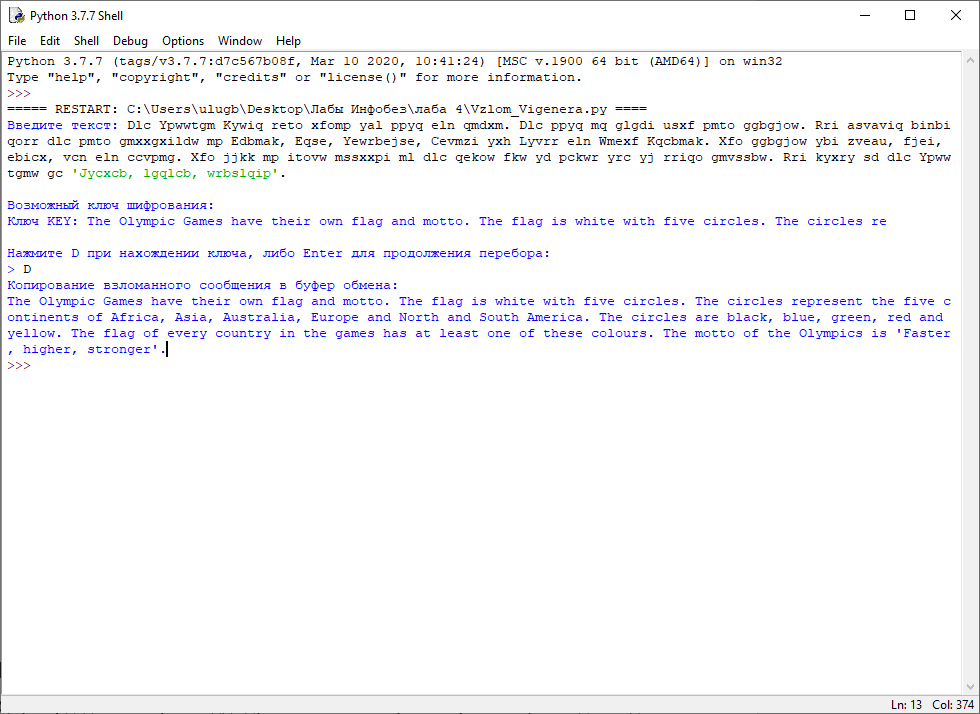 Python 3.7.7 Shell
File Edit Shell Debug Options Window Help
Python 3.7.7 (tags/v3.7.7:d7c567b08f, Mar 10 2020, 10:41:24) [MSC v.1900 64 bit (AMD64)] on win32
Type "help", "copyright", "credits" or "license()" for more information.
>>>
===== RESTART: C:\Users\ulugb\Desktop\Лабы Инфобез\лаба 4\Vzlom_Vigenera.py ====
Введите текст: Dlc Ypwwtgm Kywiq reto xfomp yal ppyq eln qmdxm. Dlc ppyq mq glgdi usxf pmto ggbgjow. Rri asvaviq binbi
qorr dlc pmto gmxxgxildw mp Edbmak, Eqse, Yewrbejse, Cevmzi yxh Lyvrr eln Wmexf Kqcbmak. Xfo ggbgjow ybi zveau, fjei,
ebicx, vcn eln ccvpmg. Xfo jjkk mp itovw mssxxpi ml dlc qekow fkw yd pckwr yrc yj rriqo gmvssbw. Rri kyxry sd dlc Ypww
tgmw gc 'Jycxcb, lgqlcb, wrbslqip'.
Возможный ключ шифрования:
Ключ KEY: The Olympic Games have their own flag and motto. The flag is white with five circles. The circles re
Нажмите D при нахождении ключа, либо Enter для продолжения перебора:
> D
Копирование взломанного сообщения в буфер обмена:
The Olympic Games have their own flag and motto. The flag is white with five circles. The circles represent the five c
ontinents of Africa, Asia, Australia, Europe and North and South America. The circles are black, blue, green, red and
yellow. The flag of every country in the games has at least one of these colours. The motto of the Olympics is 'Faster
, higher, stronger'.
>>>
Ln: 13 Col: 374